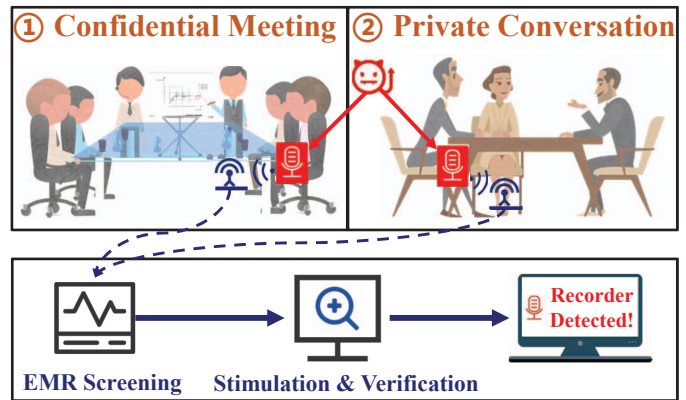 ① Confidential Meeting
② Private Conversation
Recorder
Detected!
EMR Screening
Stimulation & Verification